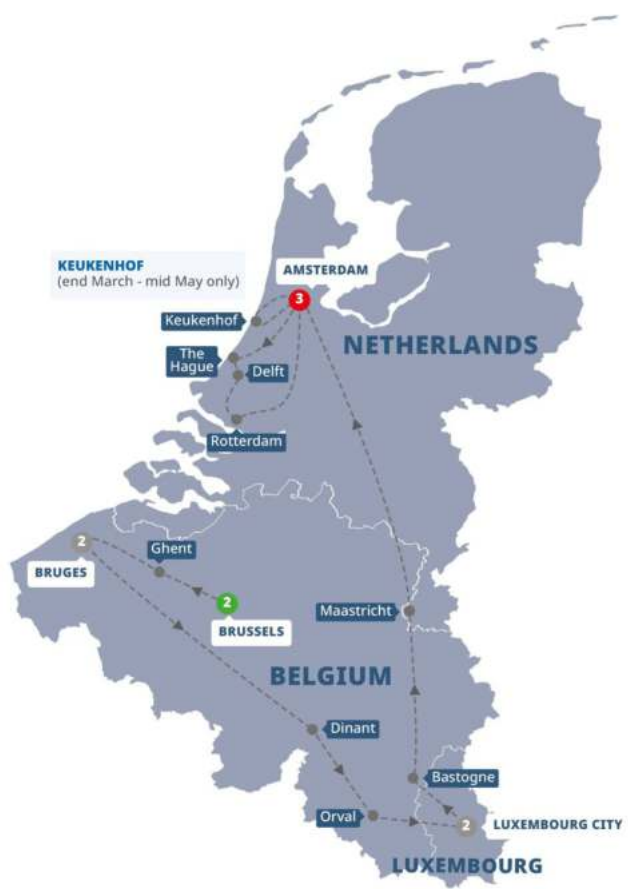 KEUKENHOF
(end March - mid May only)
AMSTERDAM
3
Keukenhof
NETHERLANDS
The
Hague
Delft
Rotterdam
2
Ghent
BRUGES
2
BRUSSELS
Maastricht
BELGIUM
Dinant
Bastogne
Orval
2
LUXEMBOURG CITY
LUXEMBOURG